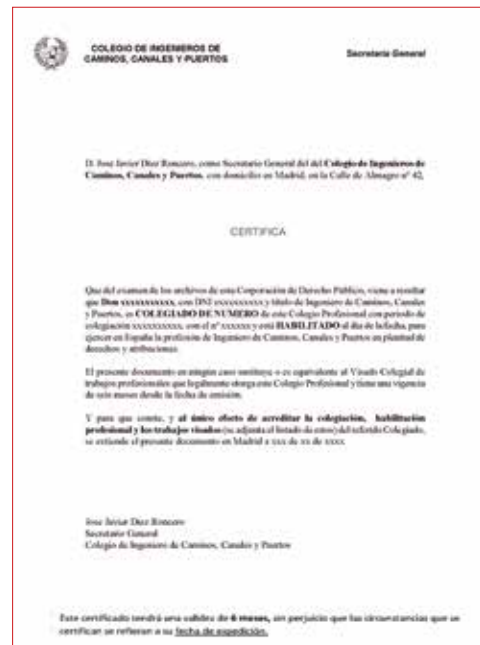 COLEGIO DE INGENIEROS DE
CAMINOS, CANALES Y PUERTOS
Secretaría General
D. Jose Javier Diez Roncero, como Secretario General del del Colegio de Ingenieros de
Caminos, Canales y Puertos, con domicilio en Madrid, en la Calle de Almagro nº 42,
CERTIFICA
Que del examen de los archivos de esta Corporación de Derecho Público, viene a resultar
que Don xxxxxxxxxxx, con DNI xxxxxxxxxx y título de Ingeniero de Caminos, Canales
y Puertos, es COLEGIADO DE NUMERO de este Colegio Profesional con periodo de
colegiación xxxxxxxxxx, con el nº xxxxxx y está HABILITADO al día de la fecha, para
ejercer en España la profesión de Ingeniero de Caminos, Canales y Puertos en plenitud de
derechos y atribuciones.
El presente documento en ningún caso sustituye o es equivalente al Visado Colegial de
trabajos profesionales que legalmente otorga este Colegio Profesional y tiene una vigencia
de seis meses desde la fecha de emisión.
Y para que conste, y al único efecto de acreditar la colegiación, habilitación
profesional y los trabajos visados (se adjunta el listado de estos) del referido Colegiado,
se extiende el presente documento en Madrid a xxx de xx de xxxx
Jose Javier Diez Roncero
Secretario General
Colegio de Ingeniero de Caminos, Canales y Puertos
Este certificado tendrá una validez de 6 meses, sin perjuicio que las circunstancias que se
certifican se refieran a su fecha de expedición.